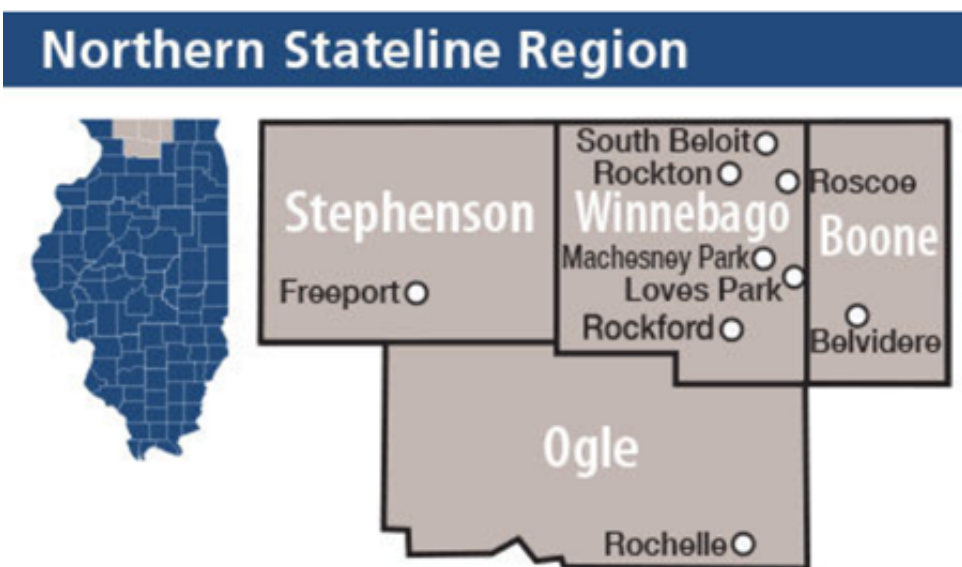 Northern Stateline Region
South Beloit
Rockton
Roscoe
Stephenson
Winnebago
Boone
Machesney Park
Freeport
Loves Park
Rockford
Belvidere
Ogle
Rochelle